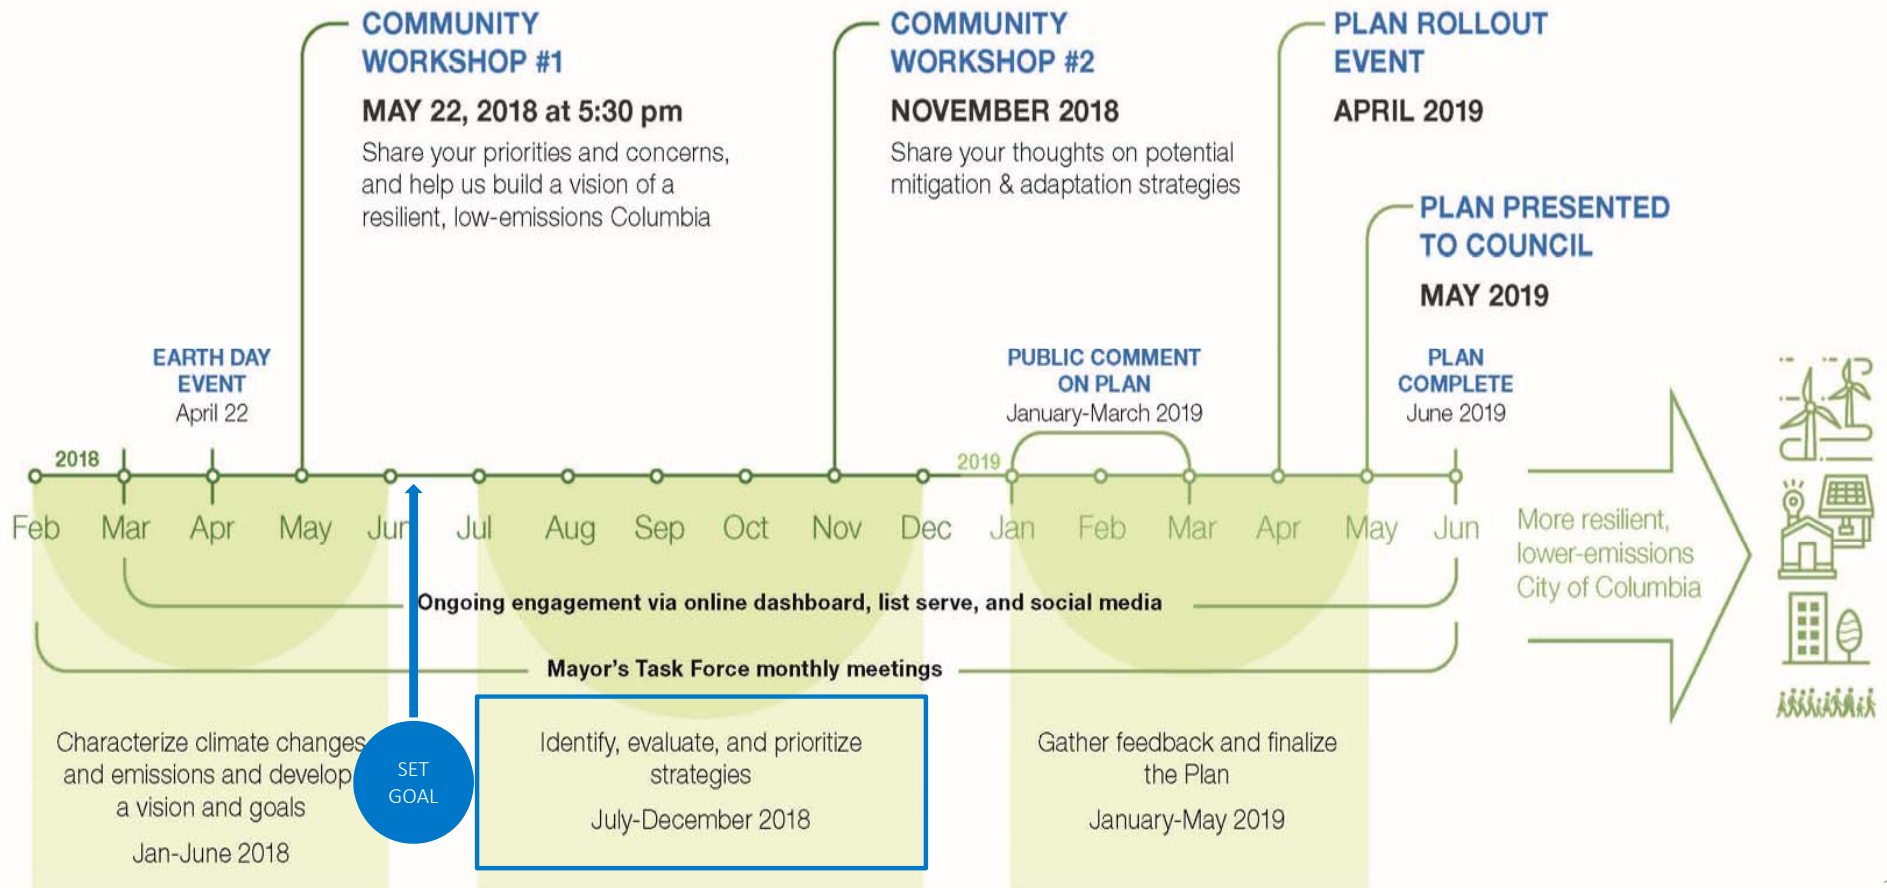 COMMUNITY
WORKSHOP #1
MAY 22, 2018 at 5:30 pm
Share your priorities and concerns,
and help us build a vision of a
resilient, low-emissions Columbia
COMMUNITY
WORKSHOP #2
NOVEMBER 2018
Share your thoughts on potential
mitigation & adaptation strategies
PLAN ROLLOUT
EVENT
APRIL 2019
PLAN PRESENTED
TO COUNCIL
MAY 2019
EARTH DAY
EVENT
April 22
PUBLIC COMMENT
ON PLAN
January-March 2019
PLAN
COMPLETE
June 2019
2018
2019
Feb Mar Apr May Jun Jul Aug Sep Oct Nov Dec Jan Feb Mar Apr May Jun
More resilient,
lower-emissions
City of Columbia
Ongoing engagement via online dashboard, list serve, and social media
Mayor's Task Force monthly meetings
Characterize climate changes
and emissions and develop
a vision and goals
Jan-June 2018
SET
GOAL
Identify, evaluate, and prioritize
strategies
July-December 2018
Gather feedback and finalize
the Plan
January-May 2019